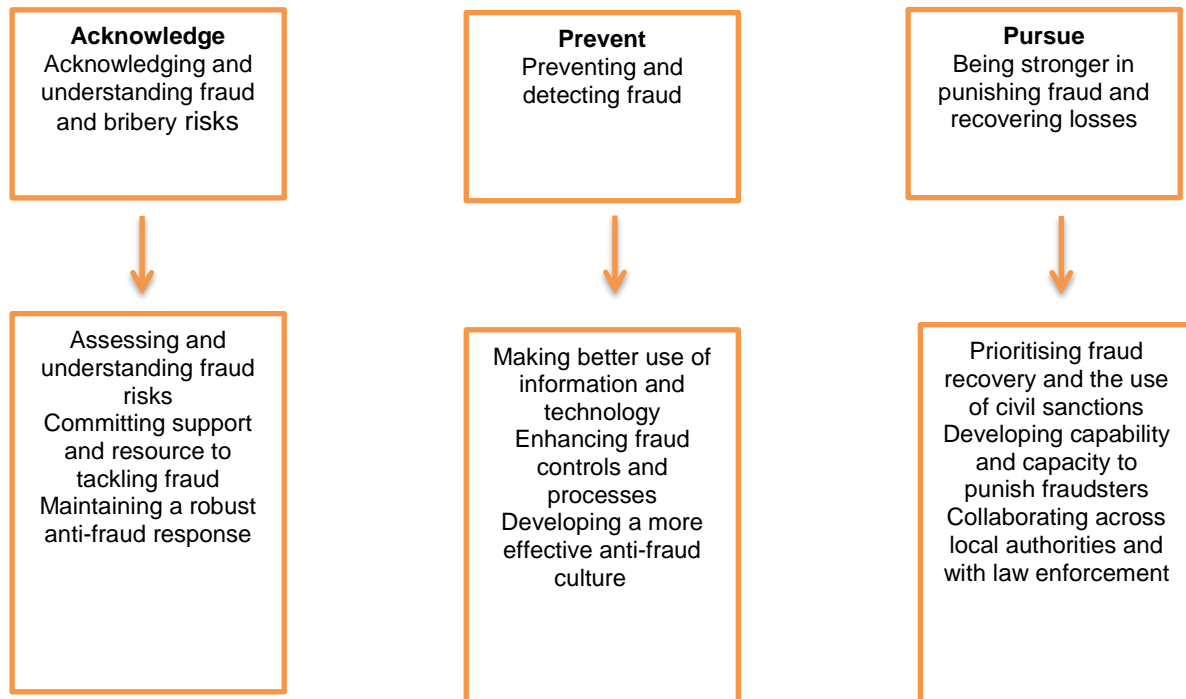 Acknowledge
Acknowledging and
understanding fraud
and bribery risks
Prevent
Preventing and
detecting fraud
Pursue
Being stronger in
punishing fraud and
recovering losses
Assessing and
understanding fraud
risks
Committing support
and resource to
tackling fraud
Maintaining a robust
anti-fraud response
Making better use of
information and
technology
Enhancing fraud
controls and
processes
Developing a more
effective anti-fraud
culture
Prioritising fraud
recovery and the use
of civil sanctions
Developing capability
and capacity to
punish fraudsters
Collaborating across
local authorities and
with law enforcement